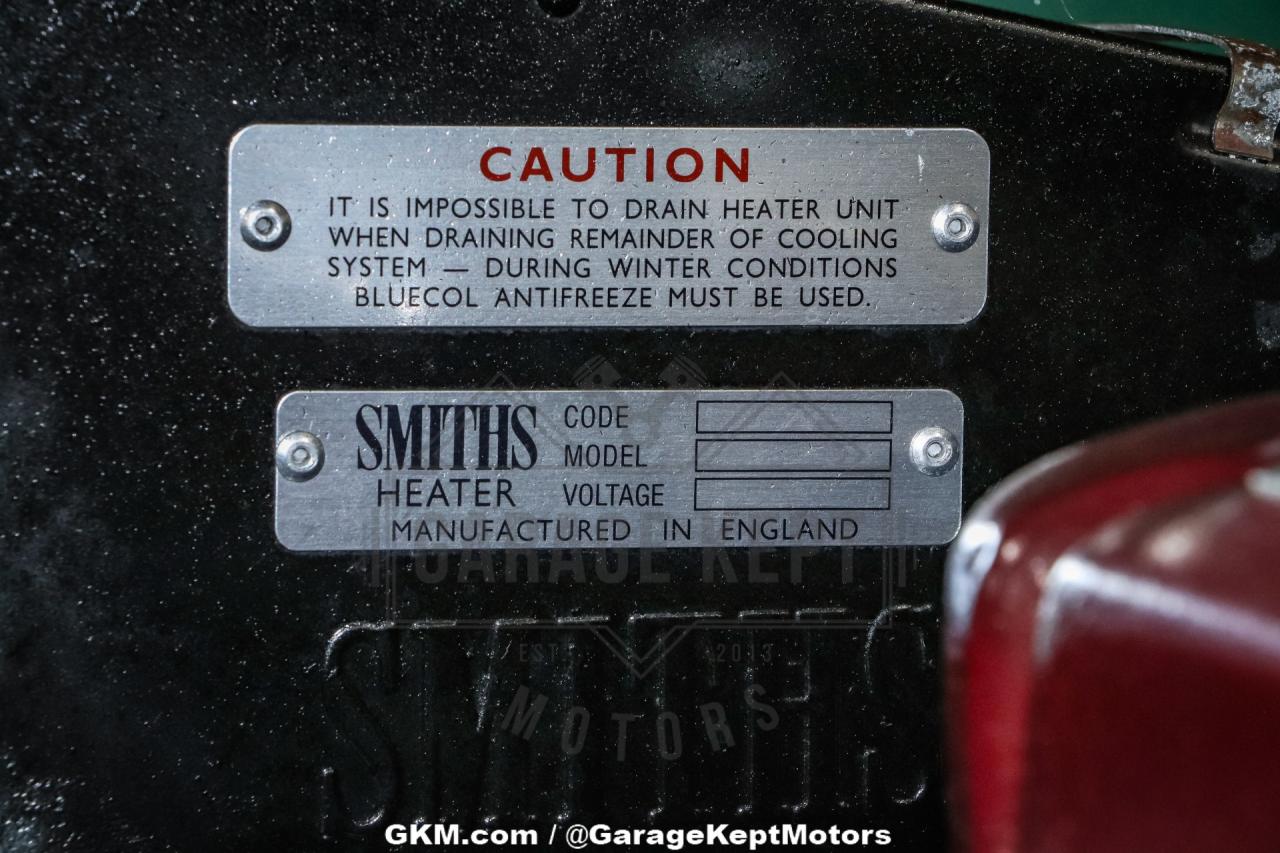 CAUTION
IT IS IMPOSSIBLE TO DRAIN HEATER UNIT
WHEN DRAINING REMAINDER OF COOLING
SYSTEM — DURING WINTER CONDITIONS
BLUECOL ANTIFREEZE MUST BE USED.
SMITHS CODE
MODEL
HEATER VOLTAGE
MANUFACTURED IN ENGLAND
GARAGE KEPT
SMITHS
EST. 2013
MOTORS
GKM.com / @GarageKeptMotors